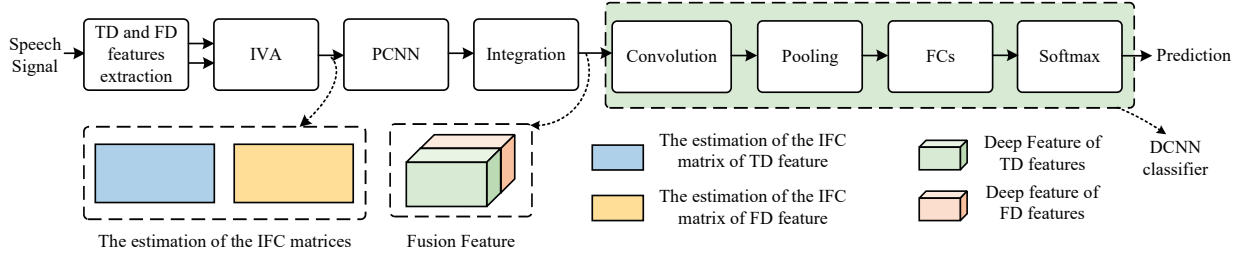 Speech
Signal
TD and FD
features
extraction
IVA
PCNN
Integration
Convolution
Pooling
FCs
Softmax
Prediction
The estimation of the IFC
matrix of TD feature
The estimation of the IFC
matrix of FD feature
Deep Feature of
TD features
Deep feature of
FD features
DCNN
classifier
The estimation of the IFC matrices
Fusion Feature